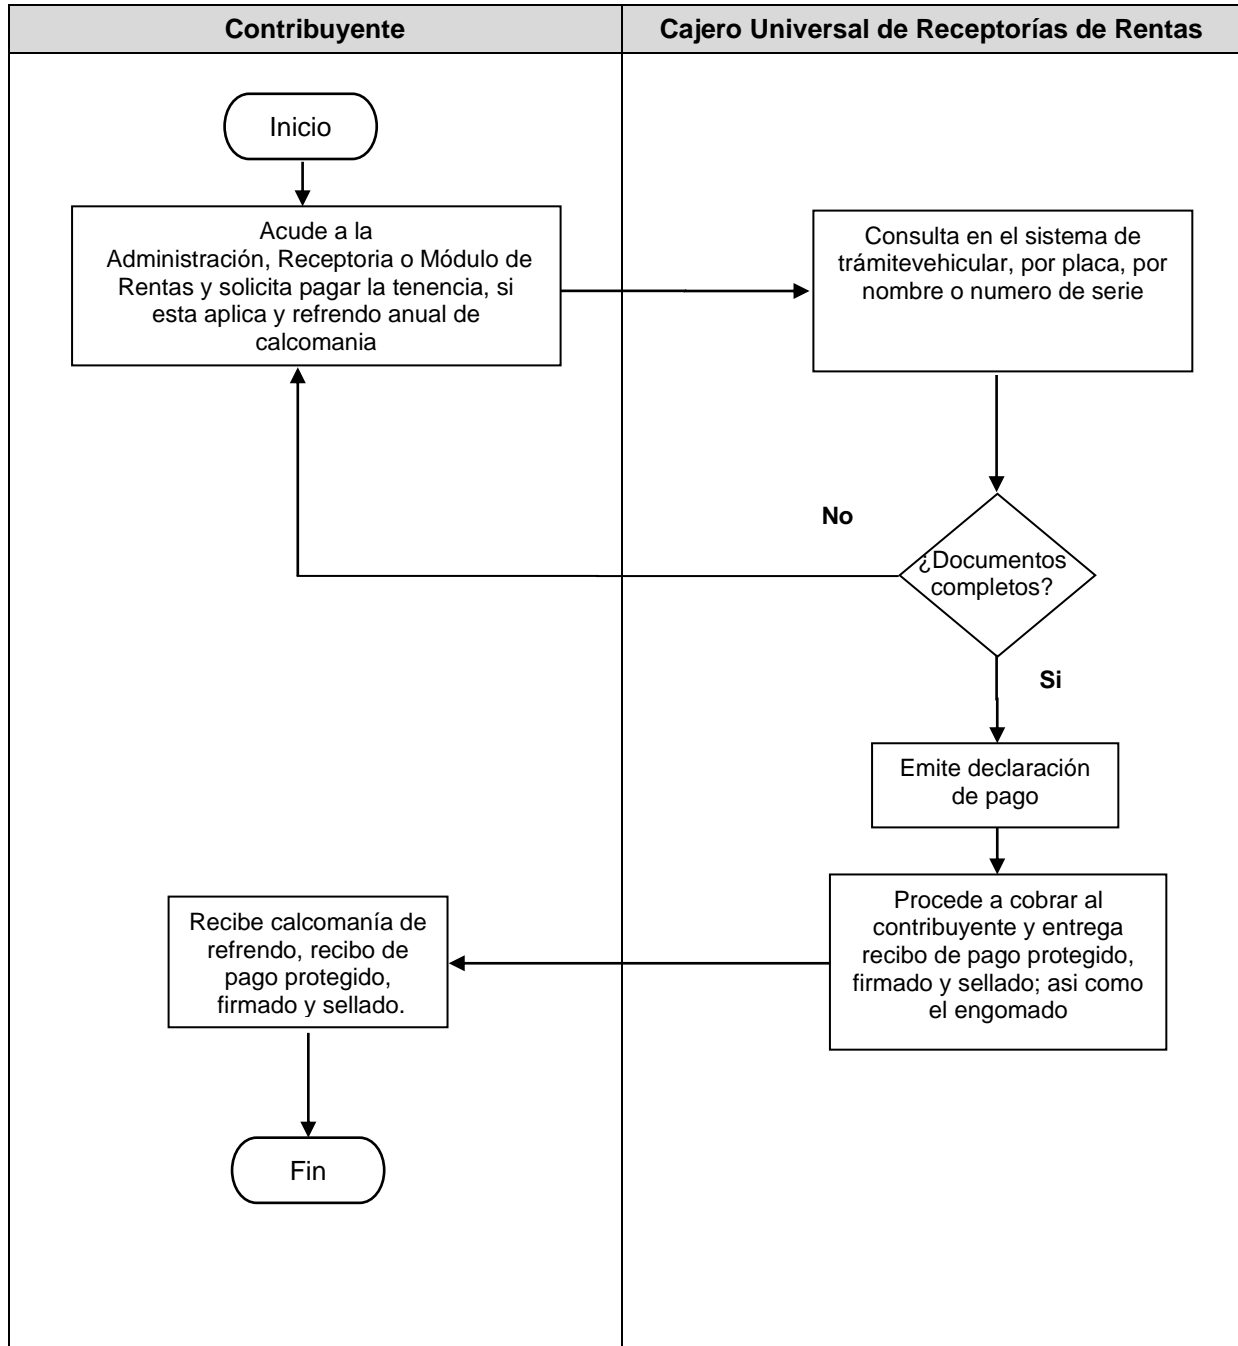 Contribuyente
Cajero Universal de Receptorías de Rentas
Inicio
Acude a la
Administración, Receptoria o Módulo de
Rentas y solicita pagar la tenencia, si
esta aplica y refrendo anual de
calcomania
Consulta en el sistema de
trámitevehicular, por placa, por
nombre o numero de serie
No
¿Documentos
completos?
Si
Emite declaración
de pago
Procede a cobrar al
contribuyente y entrega
recibo de pago protegido,
firmado y sellado; asi como
el engomado
Recibe calcomanía de
refrendo, recibo de
pago protegido,
firmado y sellado.
Fin